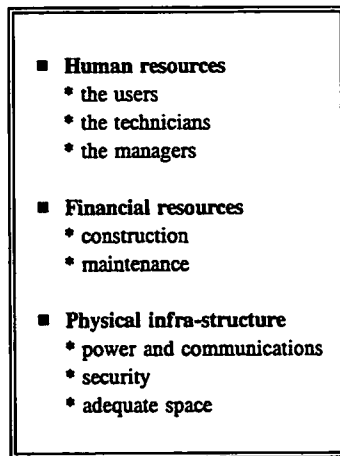 ■ Human resources
* the users
* the technicians
* the managers
■ Financial resources
* construction
* maintenance
■ Physical infra-structure
* power and communications
* security
* adequate space